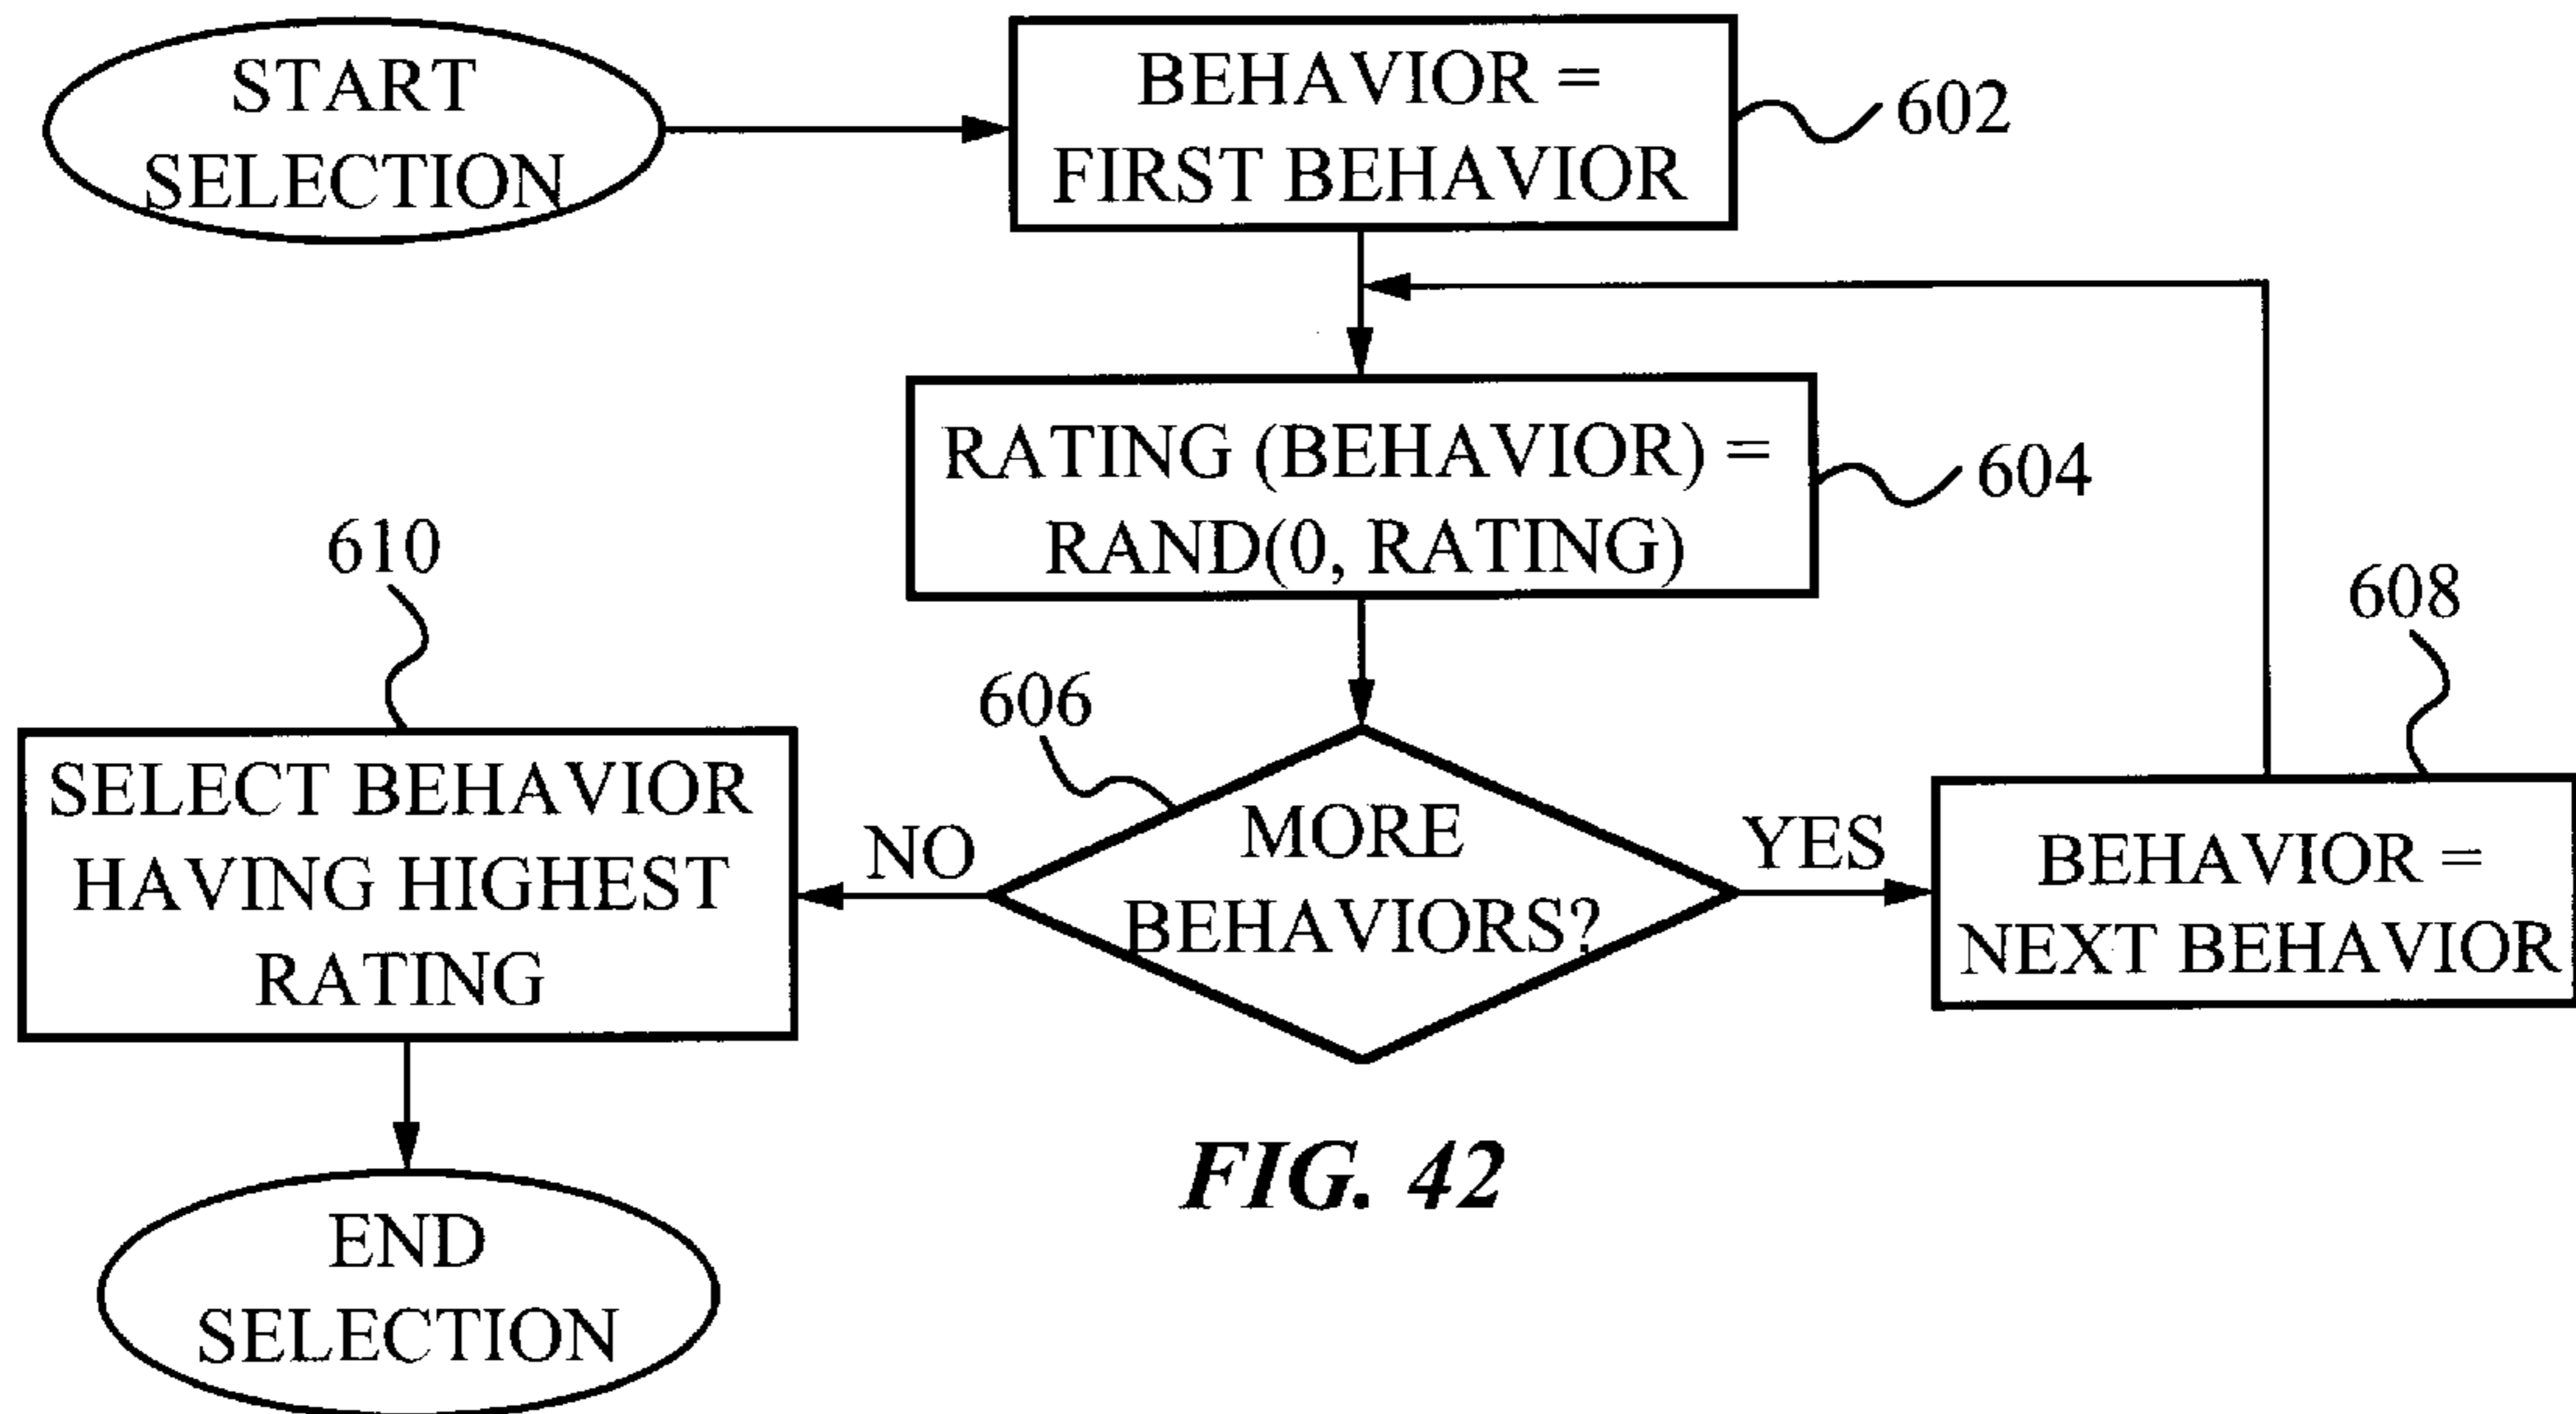 START
SELECTION
BEHAVIOR =
FIRST BEHAVIOR
602
RATING (BEHAVIOR) =
RAND(0, RATING)
604
606
MORE
BEHAVIORS?
YES
608
BEHAVIOR =
NEXT BEHAVIOR
NO
610
SELECT BEHAVIOR
HAVING HIGHEST
RATING
END
SELECTION
FIG. 42